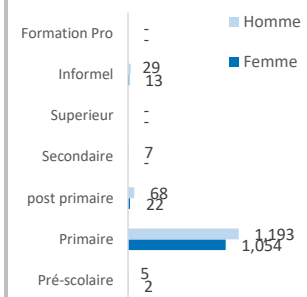 Homme
Femme
Formation Pro
-
-
Informel
29
13
Superieur
-
-
Secondaire
7
-
post primaire
68
22
Primaire
1,193
1,054
Pré-scolaire
5
2